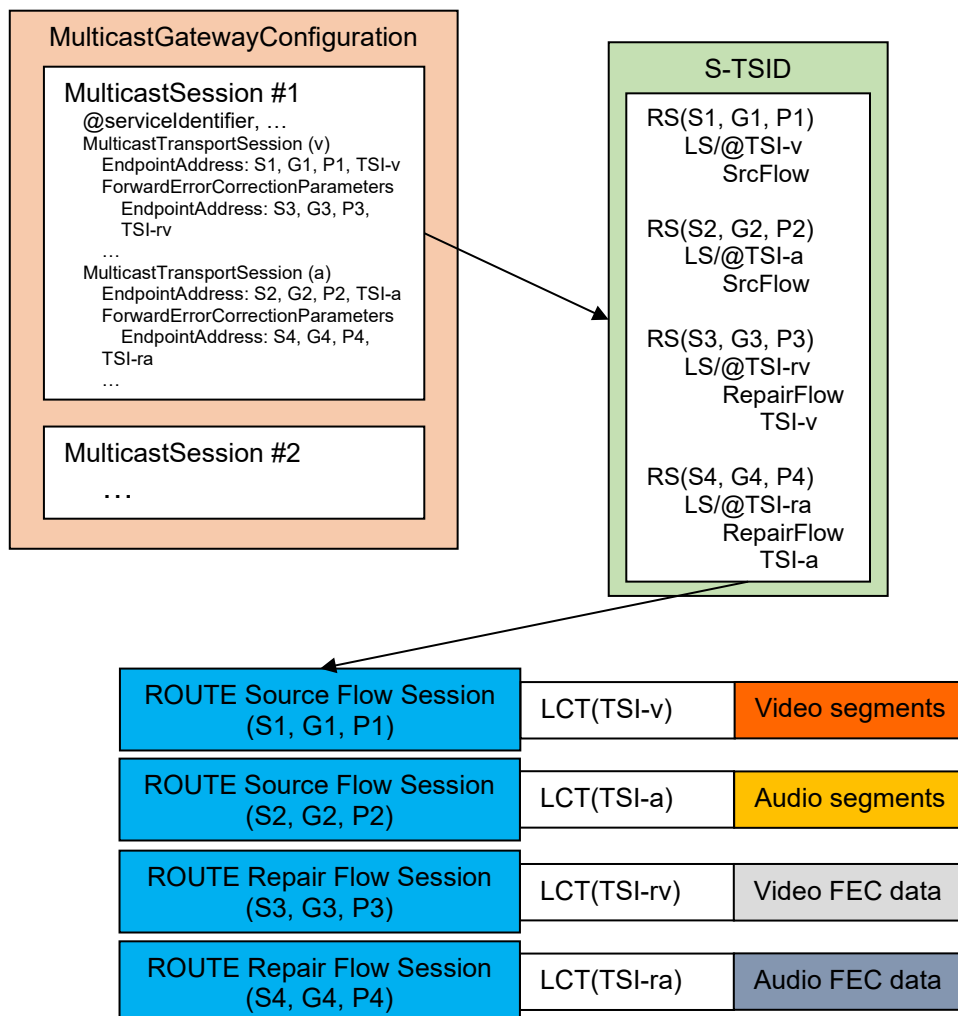 MulticastGatewayConfiguration
MulticastSession #1
@serviceIdentifier, …
MulticastTransportSession (v)
EndpointAddress: S1, G1, P1, TSI-v
ForwardErrorCorrectionParameters
EndpointAddress: S3, G3, P3,
TSI-rv
…
MulticastTransportSession (a)
EndpointAddress: S2, G2, P2, TSI-a
ForwardErrorCorrectionParameters
EndpointAddress: S4, G4, P4,
TSI-ra
…
MulticastSession #2
…
S-TSID
RS(S1, G1, P1)
LS/@TSI-v
SrcFlow
RS(S2, G2, P2)
LS/@TSI-a
SrcFlow
RS(S3, G3, P3)
LS/@TSI-rv
RepairFlow
TSI-v
RS(S4, G4, P4)
LS/@TSI-ra
RepairFlow
TSI-a
ROUTE Source Flow Session
(S1, G1, P1)
LCT(TSI-v)
Video segments
ROUTE Source Flow Session
(S2, G2, P2)
LCT(TSI-a)
Audio segments
ROUTE Repair Flow Session
(S3, G3, P3)
LCT(TSI-rv)
Video FEC data
ROUTE Repair Flow Session
(S4, G4, P4)
LCT(TSI-ra)
Audio FEC data